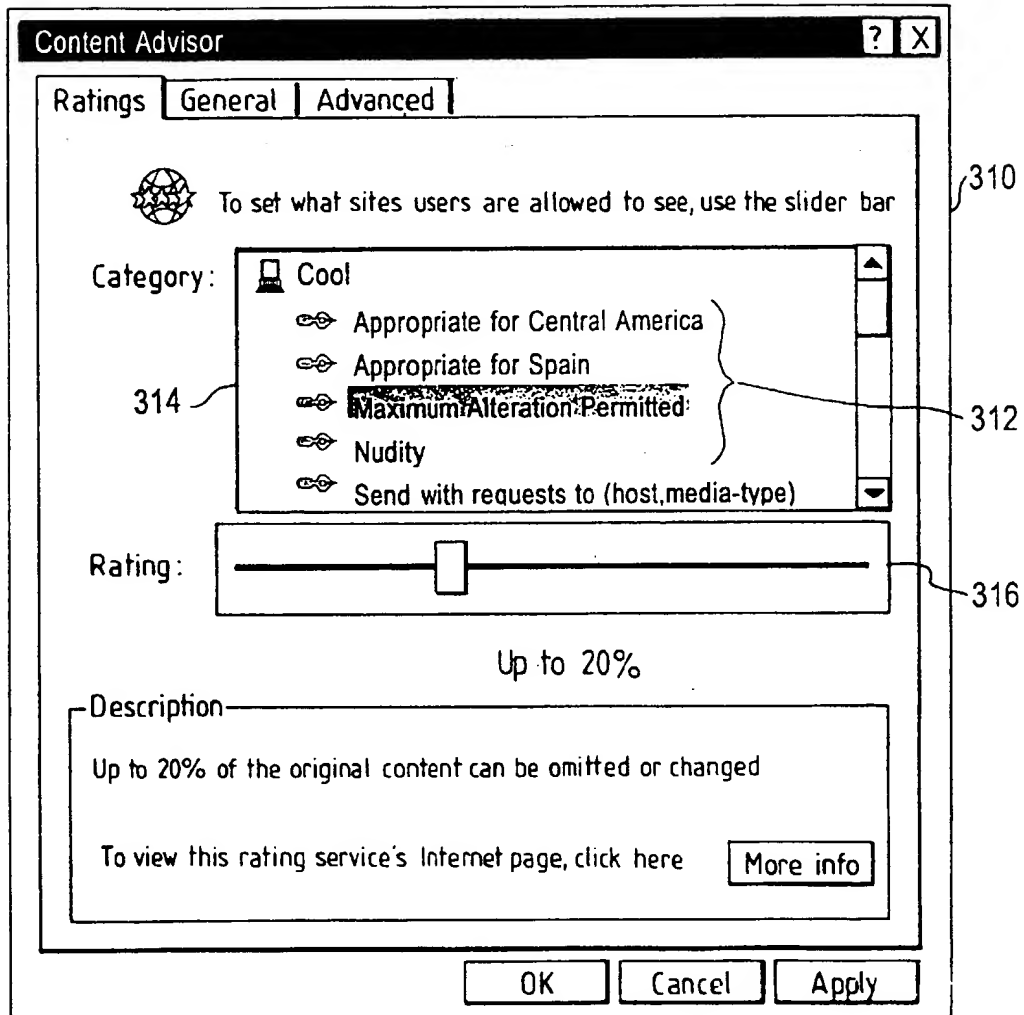 Content Advisor ? X
Ratings General Advanced
310
To set what sites users are allowed to see, use the slider bar
Category: Cool
Appropriate for Central America
Appropriate for Spain
314
Maximum Alteration Permitted
312
Nudity
Send with requests to (host,media-type)
Rating:
316
Up to 20%
Description
Up to 20% of the original content can be omitted or changed
To view this rating service's Internet page, click here More info
OK Cancel Apply